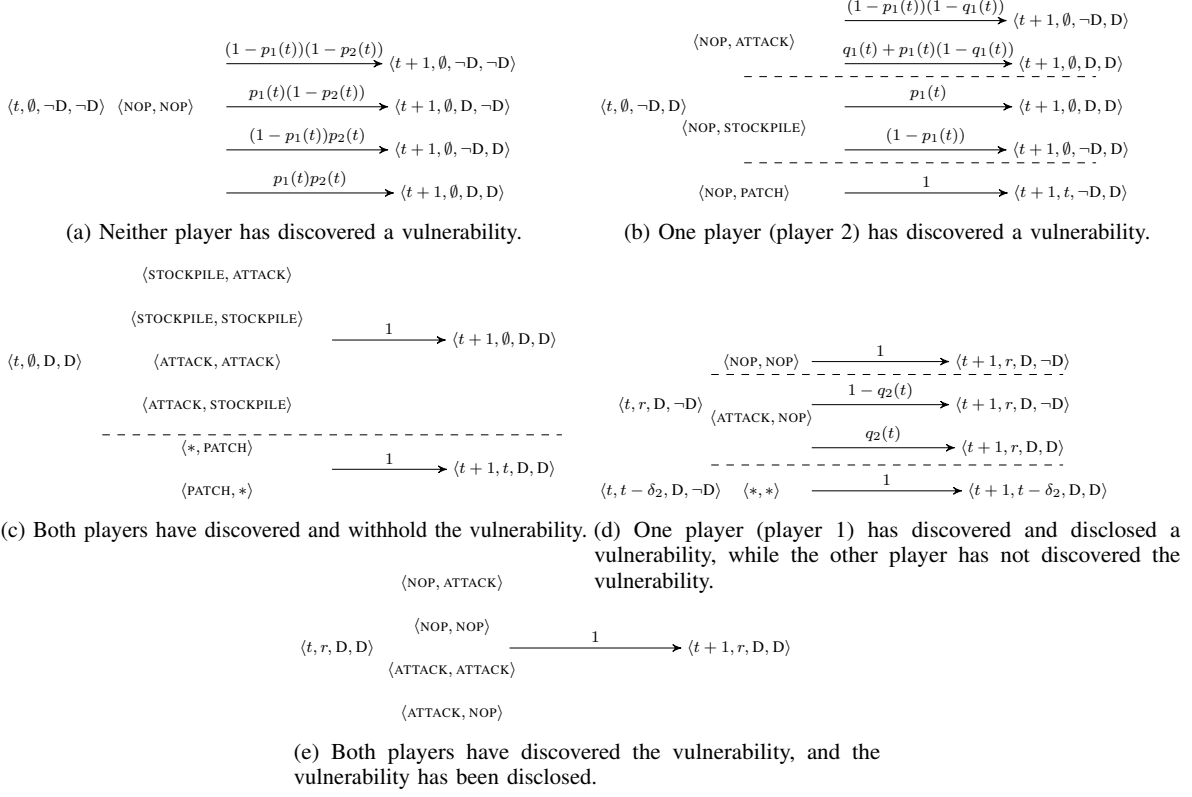 ⟨t, ∅, ¬D, ¬D⟩ ⟨NOP, NOP⟩
(1 − p₁(t))(1 − p₂(t)) ⟨t + 1, ∅, ¬D, ¬D⟩
p₁(t)(1 − p₂(t)) ⟨t + 1, ∅, D, ¬D⟩
(1 − p₁(t))p₂(t) ⟨t + 1, ∅, ¬D, D⟩
p₁(t)p₂(t) ⟨t + 1, ∅, D, D⟩
(a) Neither player has discovered a vulnerability.
⟨t, ∅, ¬D, D⟩
⟨NOP, ATTACK⟩
(1 − p₁(t))(1 − q₁(t)) ⟨t + 1, ∅, ¬D, D⟩
q₁(t) + p₁(t)(1 − q₁(t)) ⟨t + 1, ∅, D, D⟩
⟨NOP, STOCKPILE⟩
p₁(t) ⟨t + 1, ∅, D, D⟩
(1 − p₁(t)) ⟨t + 1, ∅, ¬D, D⟩
⟨NOP, PATCH⟩ 1 ⟨t + 1, t, ¬D, D⟩
(b) One player (player 2) has discovered a vulnerability.
⟨t, ∅, D, D⟩
⟨STOCKPILE, ATTACK⟩
⟨STOCKPILE, STOCKPILE⟩
⟨ATTACK, ATTACK⟩
⟨ATTACK, STOCKPILE⟩
1 ⟨t + 1, ∅, D, D⟩
⟨∗, PATCH⟩
⟨PATCH, ∗⟩
1 ⟨t + 1, t, D, D⟩
(c) Both players have discovered and withhold the vulnerability.
⟨t, r, D, ¬D⟩
⟨NOP, NOP⟩ 1 ⟨t + 1, r, D, ¬D⟩
⟨ATTACK, NOP⟩
1 − q₂(t) ⟨t + 1, r, D, ¬D⟩
q₂(t) ⟨t + 1, r, D, D⟩
⟨t, t − δ₂, D, ¬D⟩ ⟨∗, ∗⟩ 1 ⟨t + 1, t − δ₂, D, D⟩
(d) One player (player 1) has discovered and disclosed a
vulnerability, while the other player has not discovered the
vulnerability.
⟨t, r, D, D⟩
⟨NOP, ATTACK⟩
⟨NOP, NOP⟩
⟨ATTACK, ATTACK⟩
⟨ATTACK, NOP⟩
1 ⟨t + 1, r, D, D⟩
(e) Both players have discovered the vulnerability, and the
vulnerability has been disclosed.